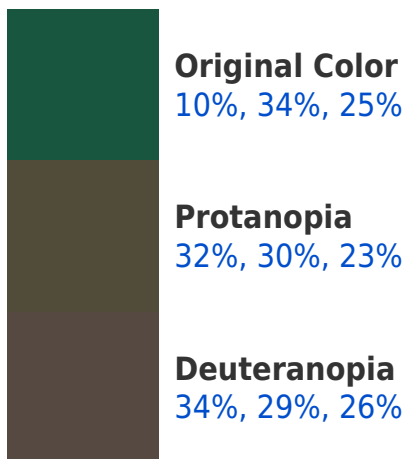 Original Color
10%, 34%, 25%
Protanopia
32%, 30%, 23%
Deuteranopia
34%, 29%, 26%